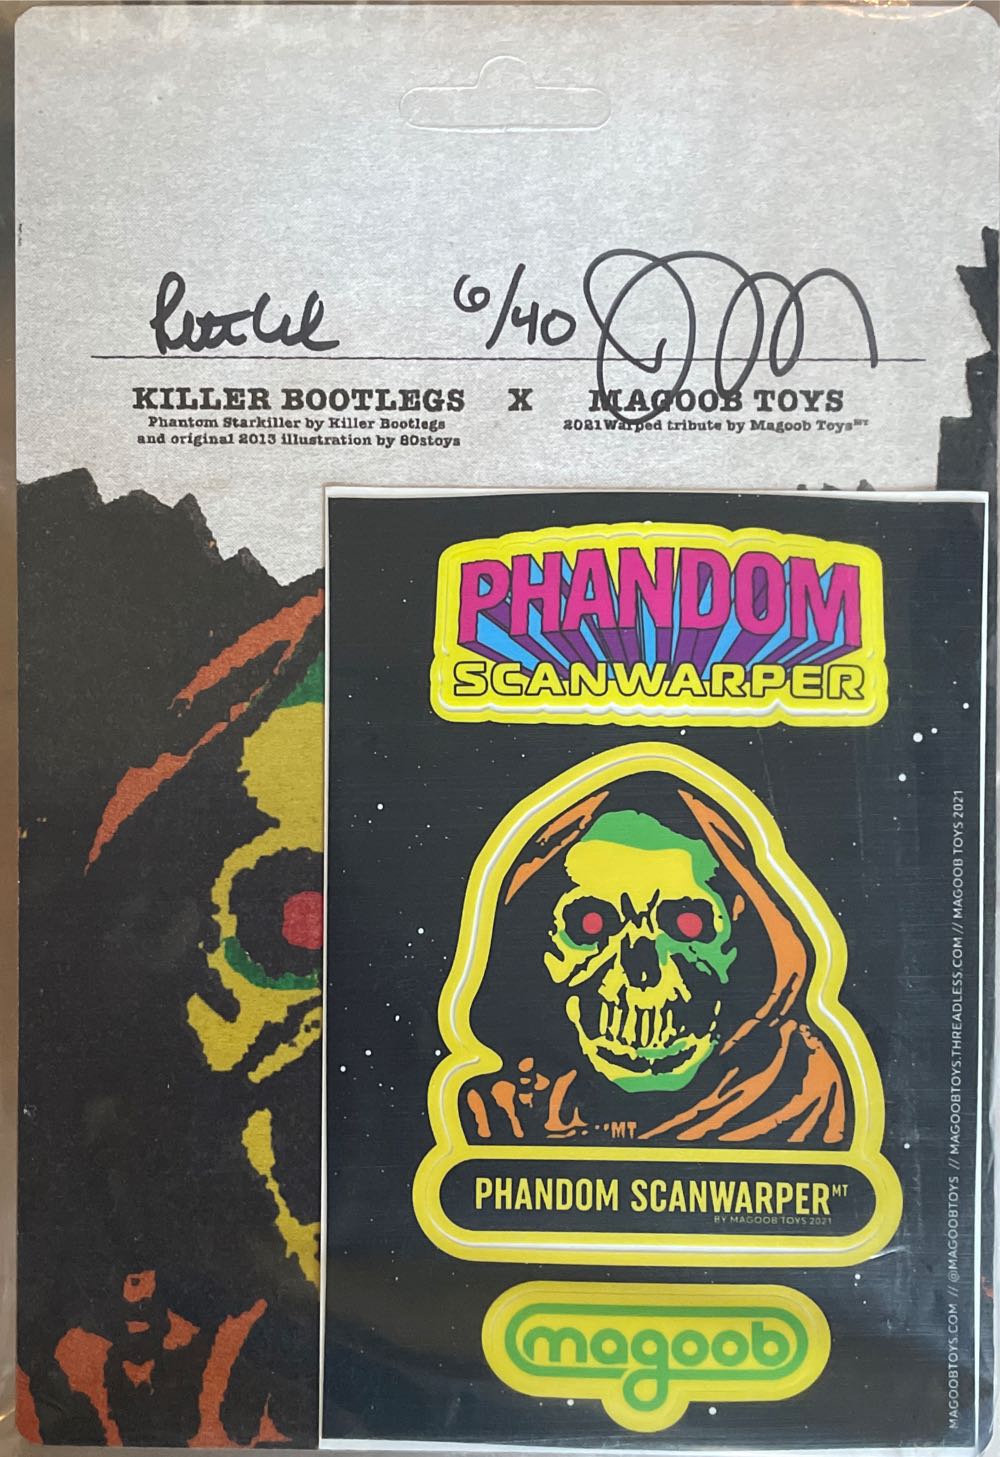 6/40
KILLER BOOTLEGS X MAGOOB TOYS
Phantom Starkiller by Killer Bootlegs
and original 2013 illustration by 80stoys
2021 Warped tribute by Magoob Toysᴹᵀ
PHANDOM
SCANWARPER
MT
PHANDOM SCANWARPERᴹᵀ
BY MAGOOB TOYS 2021
magoob
MAGOOBTOYS.COM // @MAGOOBTOYS // MAGOOBTOYS.THREADLESS.COM // MAGOOB TOYS 2021